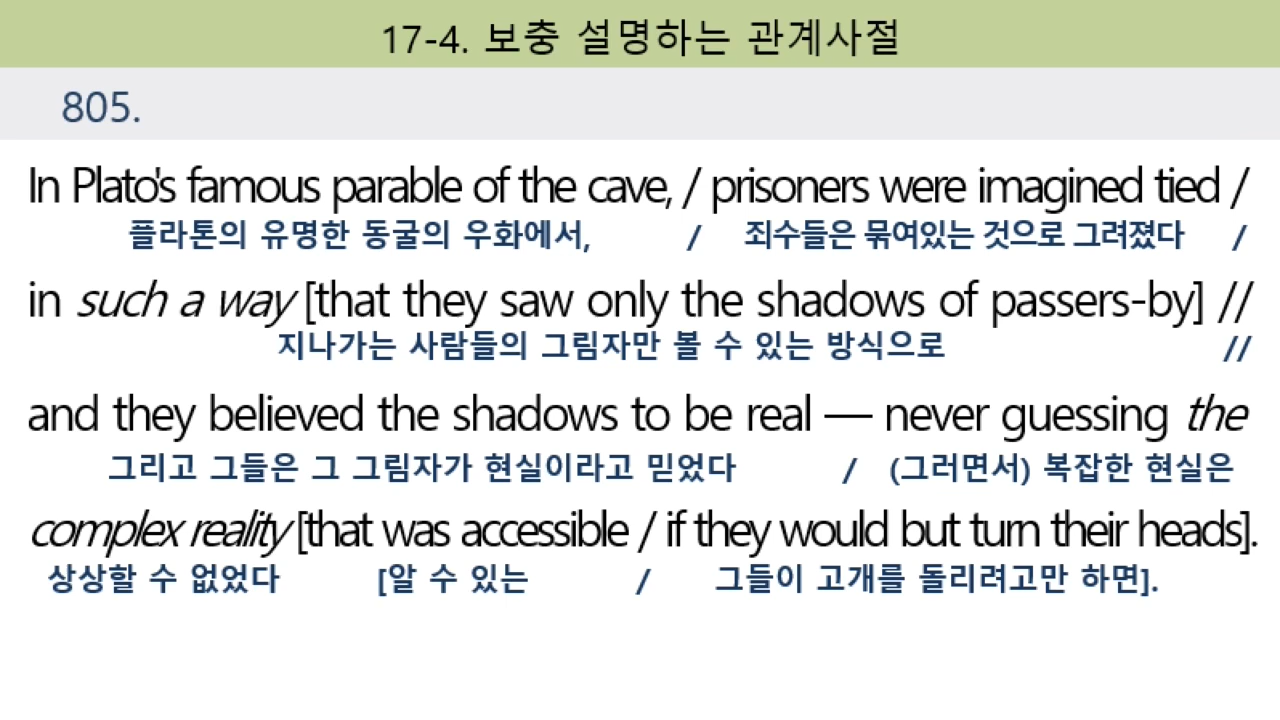 17-4. 보충 설명하는 관계사절
805.
In Plato's famous parable of the cave, / prisoners were imagined tied /
플라톤의 유명한 동굴의 우화에서, / 죄수들은 묶여있는 것으로 그려졌다 /
in such a way [that they saw only the shadows of passers-by] //
지나가는 사람들의 그림자만 볼 수 있는 방식으로 //
and they believed the shadows to be real — never guessing the
그리고 그들은 그 그림자가 현실이라고 믿었다 / (그러면서) 복잡한 현실은
complex reality [that was accessible / if they would but turn their heads].
상상할 수 없었다 [알 수 있는 / 그들이 고개를 돌리려고만 하면].